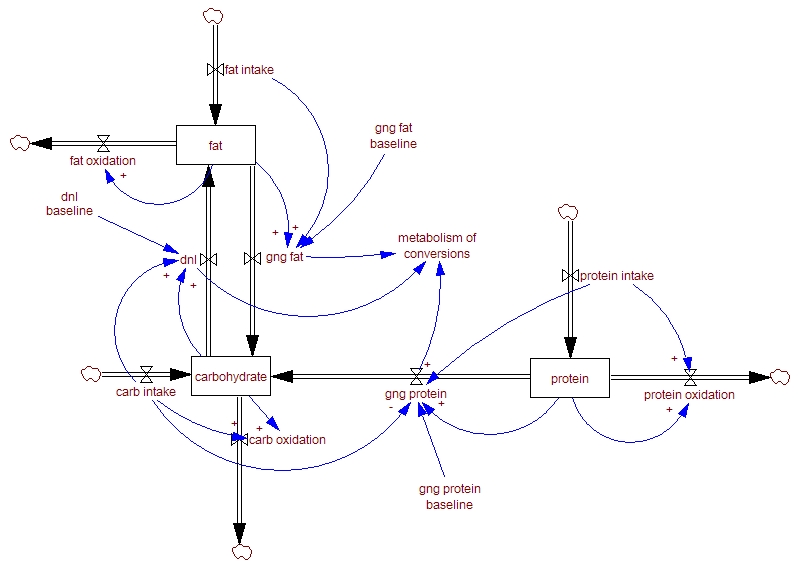 fat intake
gng fat
baseline
fat
fat oxidation
+
dnl
baseline
+
+
metabolism of
conversions
dnl
gng fat
+
+
protein intake
+
+
carbohydrate
protein
carb intake
gng protein
-
+
protein oxidation
+
+
+
carb oxidation
gng protein
baseline